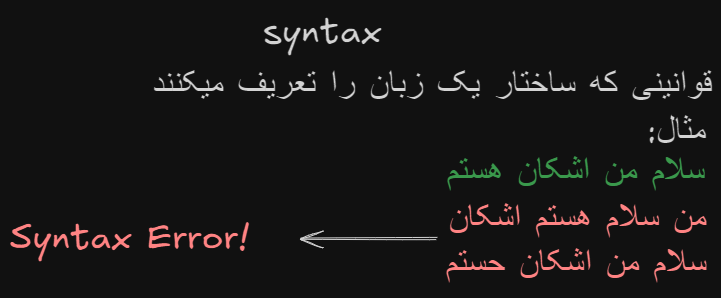 syntax
قوانینی که ساختار یک زبان را تعریف میکنند
مثال:
سلام من اشکان هستم
من سلام هستم اشکان
Syntax Error!
سلام من اشکان حستم